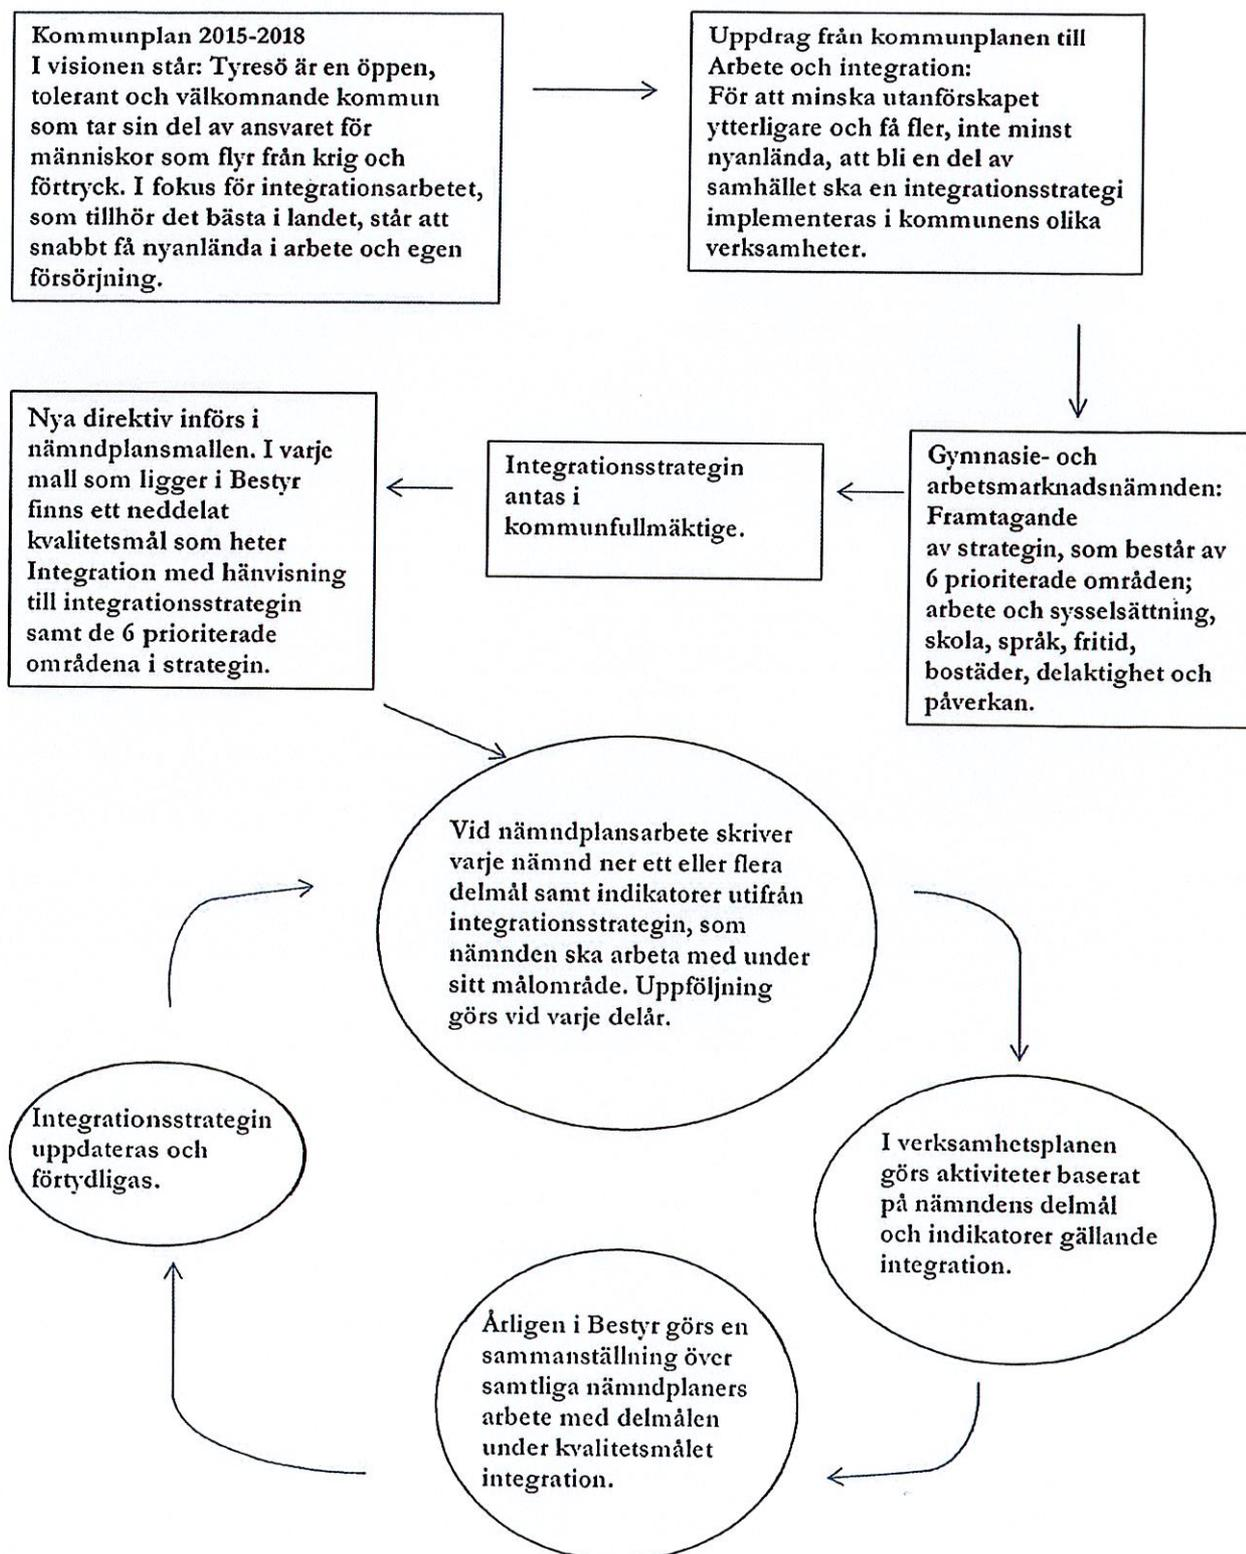 Kommunplan 2015-2018
I visionen står: Tyresö är en öppen,
tolerant och välkomnande kommun
som tar sin del av ansvaret för
människor som flyr från krig och
förtryck. I fokus för integrationsarbetet,
som tillhör det bästa i landet, står att
snabbt få nyanlända i arbete och egen
försörjning.
Uppdrag från kommunplanen till
Arbete och integration:
För att minska utanförskapet
ytterligare och få fler, inte minst
nyanlända, att bli en del av
samhället ska en integrationsstrategi
implementeras i kommunens olika
verksamheter.
Gymnasie- och
arbetsmarknadsnämnden:
Framtagande
av strategin, som består av
6 prioriterade områden;
arbete och sysselsättning,
skola, språk, fritid,
bostäder, delaktighet och
påverkan.
Integrationsstrategin
antas i
kommunfullmäktige.
Nya direktiv införs i
nämndplansmallen. I varje
mall som ligger i Bestyr
finns ett neddelat
kvalitetsmål som heter
Integration med hänvisning
till integrationsstrategin
samt de 6 prioriterade
områdena i strategin.
Vid nämndplansarbete skriver
varje nämnd ner ett eller flera
delmål samt indikatorer utifrån
integrationsstrategin, som
nämnden ska arbeta med under
sitt målområde. Uppföljning
görs vid varje delår.
I verksamhetsplanen
görs aktiviteter baserat
på nämndens delmål
och indikatorer gällande
integration.
Årligen i Bestyr görs en
sammanställning över
samtliga nämndplaners
arbete med delmålen
under kvalitetsmålet
integration.
Integrationsstrategin
uppdateras och
förtydligas.